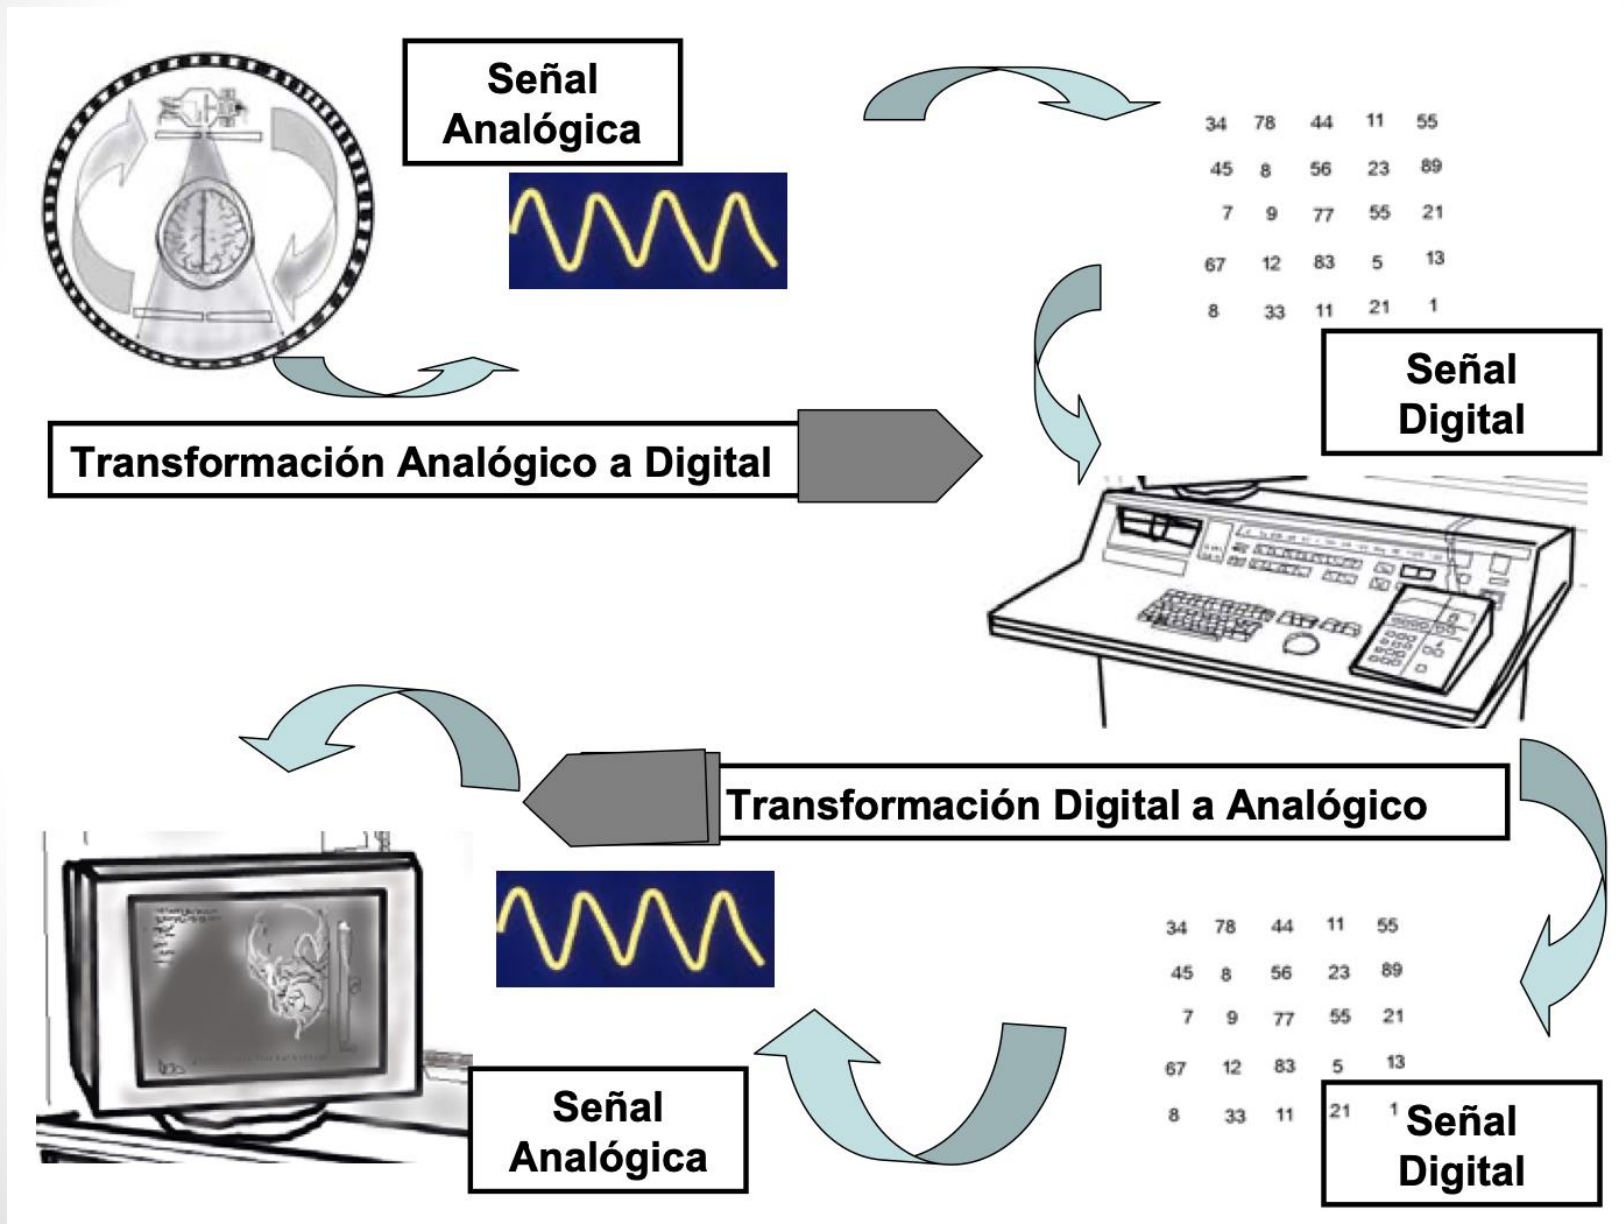 Señal
Analógica
34 78 44 11 55
45 8 56 23 89
7 9 77 55 21
67 12 83 5 13
8 33 11 21 1
Señal
Digital
Transformación Analógico a Digital
Transformación Digital a Analógico
34 78 44 11 55
45 8 56 23 89
7 9 77 55 21
67 12 83 5 13
8 33 11 21 1
Señal
Digital
Señal
Analógica